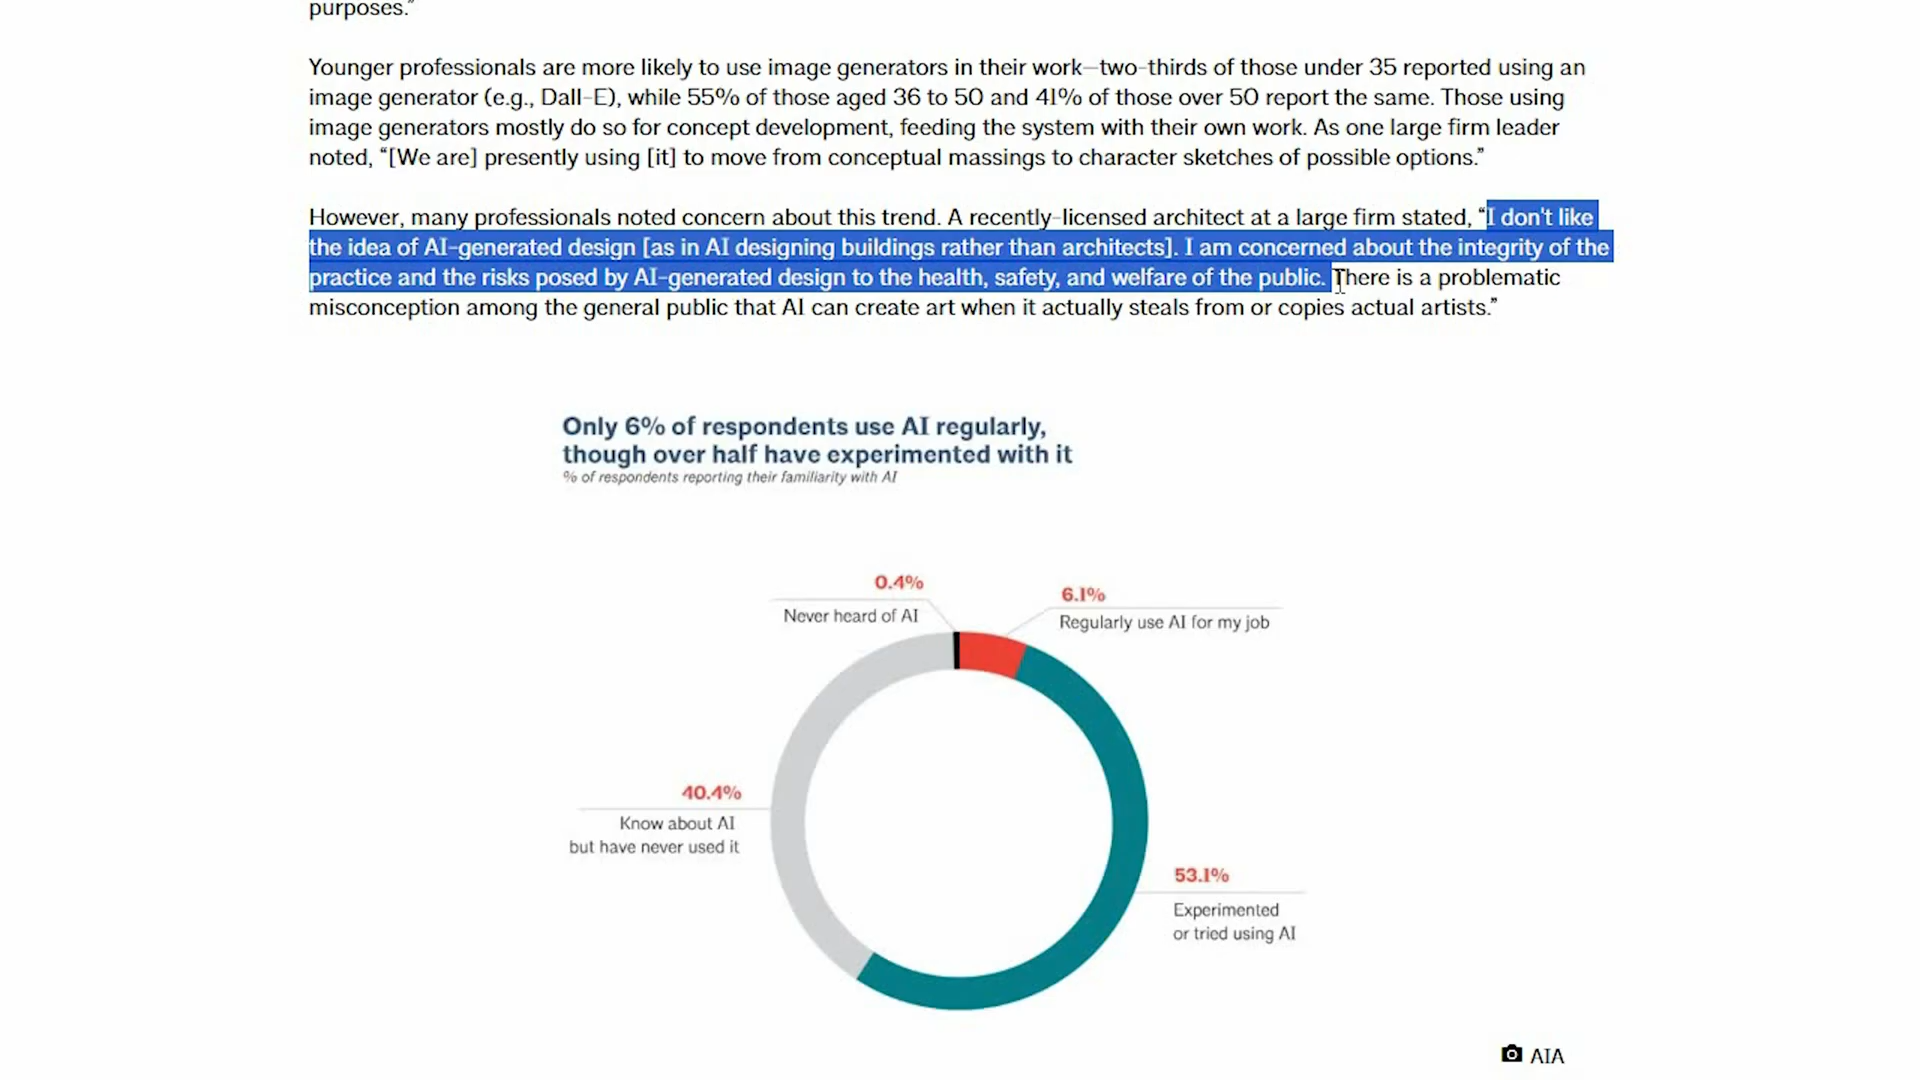 purposes.”
Younger professionals are more likely to use image generators in their work—two-thirds of those under 35 reported using an
image generator (e.g., Dall-E), while 55% of those aged 36 to 50 and 41% of those over 50 report the same. Those using
image generators mostly do so for concept development, feeding the system with their own work. As one large firm leader
noted, “[We are] presently using [it] to move from conceptual massings to character sketches of possible options.”
However, many professionals noted concern about this trend. A recently-licensed architect at a large firm stated, “I don't like
the idea of AI-generated design [as in AI designing buildings rather than architects]. I am concerned about the integrity of the
practice and the risks posed by AI-generated design to the health, safety, and welfare of the public. There is a problematic
misconception among the general public that AI can create art when it actually steals from or copies actual artists.”
Only 6% of respondents use AI regularly,
though over half have experimented with it
% of respondents reporting their familiarity with AI
0.4%
Never heard of AI
6.1%
Regularly use AI for my job
40.4%
Know about AI
but have never used it
53.1%
Experimented
or tried using AI
AIA